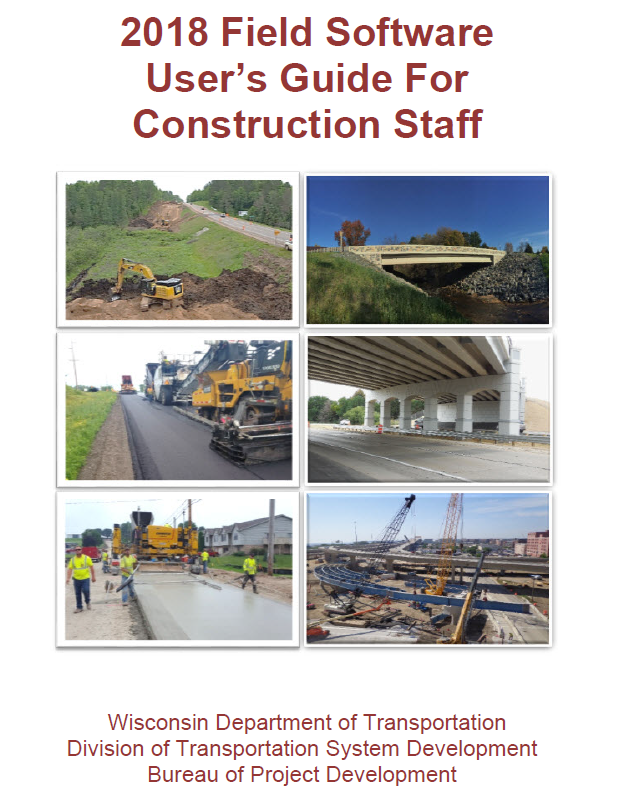 2018 Field Software
User's Guide For
Construction Staff
Wisconsin Department of Transportation
Division of Transportation System Development
Bureau of Project Development